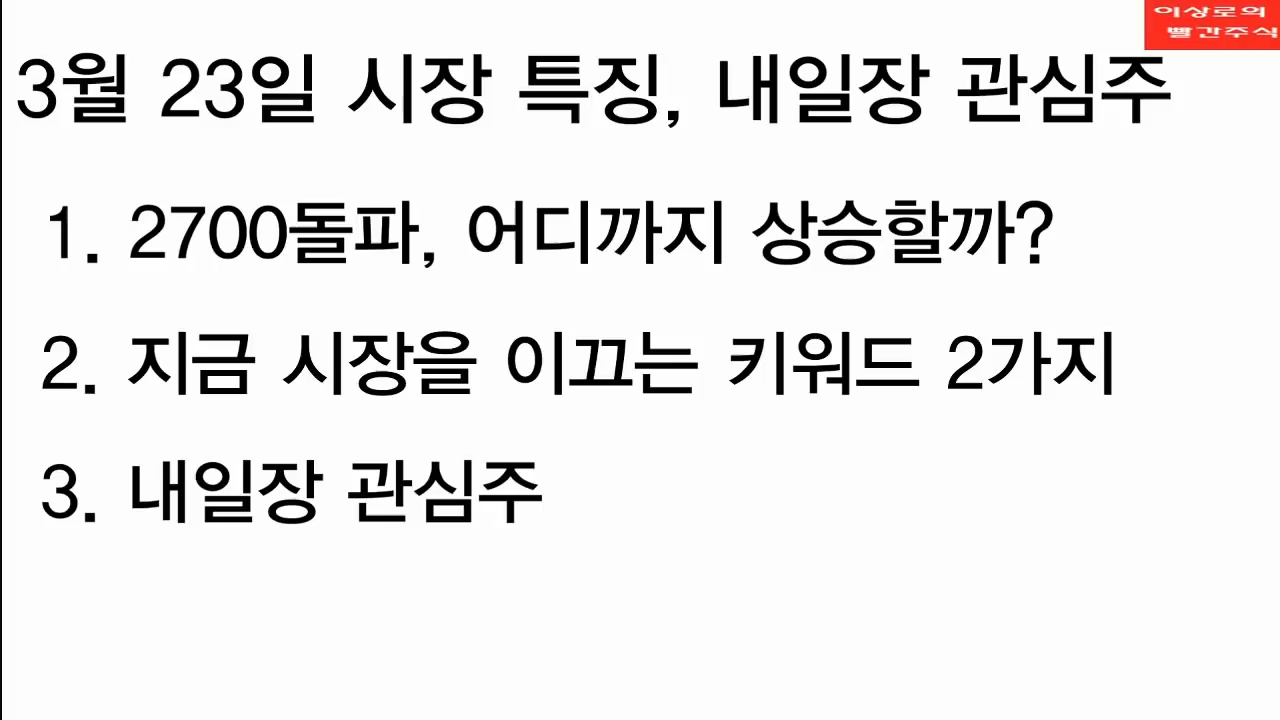 이상로의
빨간주식
3월 23일 시장 특징, 내일장 관심주
1. 2700돌파, 어디까지 상승할까?
2. 지금 시장을 이끄는 키워드 2가지
3. 내일장 관심주